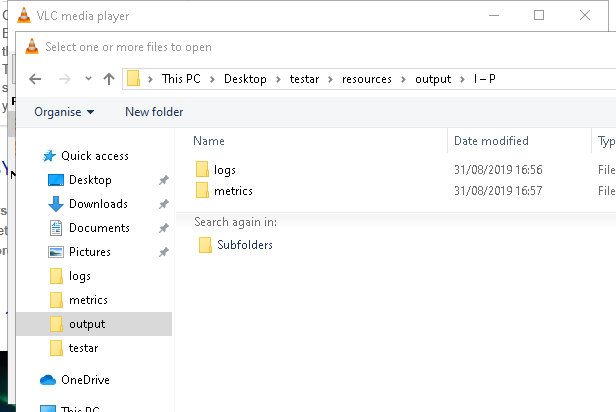 VLC media player
Select one or more files to open
This PC > Desktop > testar > resources > output > I – P
Organise New folder
Name Date modified Typ
Quick access
Desktop
Downloads
Documents
Pictures
logs
metrics
output
testar
OneDrive
This PC
logs 31/08/2019 16:56 File
metrics 31/08/2019 16:57 File
Search again in:
Subfolders